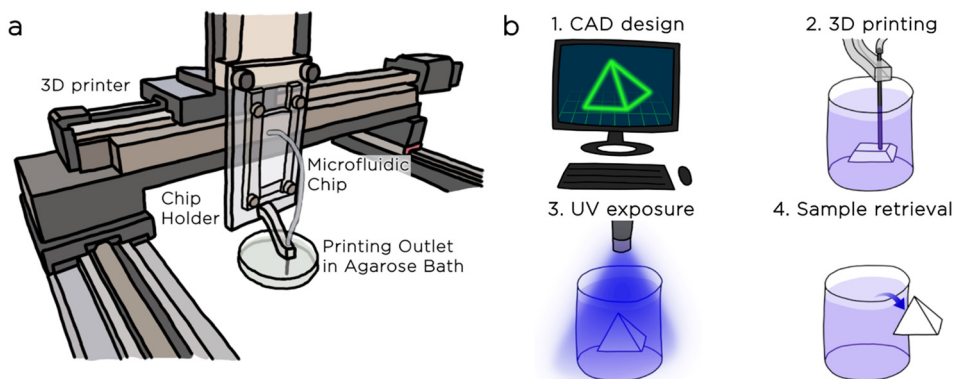 a
3D printer
Microfluidic
Chip
Chip
Holder
Printing Outlet
in Agarose Bath
b
1. CAD design
2. 3D printing
3. UV exposure
4. Sample retrieval